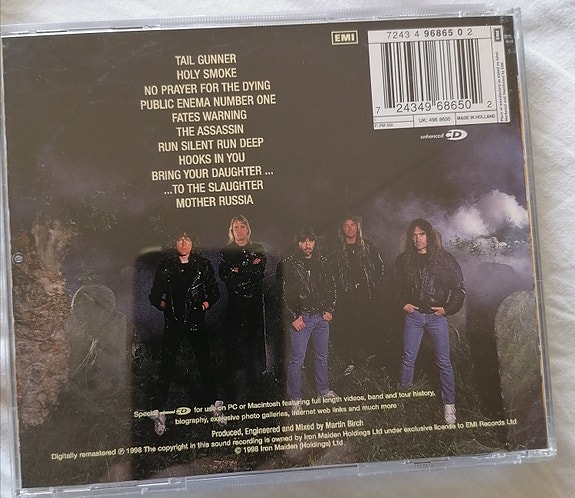 EMI
7243 4 96865 0 2
TAIL GUNNER
HOLY SMOKE
NO PRAYER FOR THE DYING
PUBLIC ENEMA NUMBER ONE
FATES WARNING
THE ASSASSIN
RUN SILENT RUN DEEP
HOOKS IN YOU
BRING YOUR DAUGHTER ...
...TO THE SLAUGHTER
MOTHER RUSSIA
7 24349 68650 2
UK: 496 8650
MADE IN HOLLAND
enhanced CD
EMI
Special enhanced CD for use on PC or Macintosh featuring full length videos, band and tour history,
biography, exclusive photo galleries, internet web links and much more
Produced, Engineered and Mixed by Martin Birch
Digitally remastered ℗ 1998 The copyright in this sound recording is owned by Iron Maiden Holdings Ltd under exclusive license to EMI Records Ltd
© 1998 Iron Maiden (Holdings) Ltd.